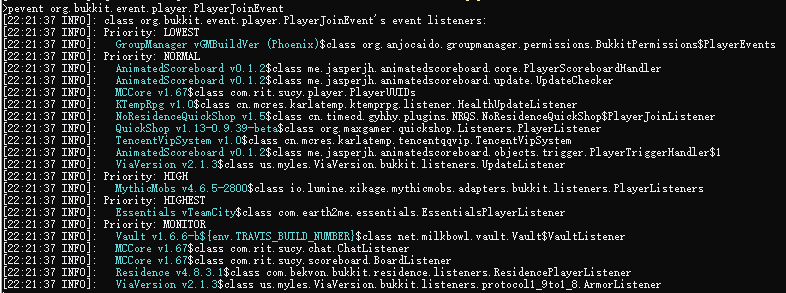 >pevent org.bukkit.event.player.PlayerJoinEvent
[22:21:37 INFO]: class org.bukkit.event.player.PlayerJoinEvent's event listeners:
[22:21:37 INFO]: Priority: LOWEST
[22:21:37 INFO]: GroupManager vGMBuildVer (Phoenix)$class org.anjocaido.groupmanager.permissions.BukkitPermissions$PlayerEvents
[22:21:37 INFO]: Priority: NORMAL
[22:21:37 INFO]: AnimatedScoreboard v0.1.2$class me.jasperjh.animatedscoreboard.core.PlayerScoreboardHandler
[22:21:37 INFO]: AnimatedScoreboard v0.1.2$class me.jasperjh.animatedscoreboard.update.UpdateChecker
[22:21:37 INFO]: MCCore v1.67$class com.rit.sucy.player.PlayerUUIDs
[22:21:37 INFO]: KTempRpg v1.0$class cn.mcres.karlatemp.ktemprpg.listener.HealthUpdateListener
[22:21:37 INFO]: NoResidenceQuickShop v1.5$class cn.timecd.gyhhy.plugins.NRQS.NoResidenceQuickShop$PlayerJoinListener
[22:21:37 INFO]: QuickShop v1.13-0.9.39-beta$class org.maxgamer.quickshop.Listeners.PlayerListener
[22:21:37 INFO]: TencentVipSystem v1.0$class cn.mcres.karlatemp.tencentqqvip.TencentVipSystem
[22:21:37 INFO]: AnimatedScoreboard v0.1.2$class me.jasperjh.animatedscoreboard.objects.trigger.PlayerTriggerHandler$1
[22:21:37 INFO]: ViaVersion v2.1.3$class us.myles.ViaVersion.bukkit.listeners.UpdateListener
[22:21:37 INFO]: Priority: HIGH
[22:21:37 INFO]: MythicMobs v4.6.5-2800$class io.lumine.xikage.mythicmobs.adapters.bukkit.listeners.PlayerListeners
[22:21:37 INFO]: Priority: HIGHEST
[22:21:37 INFO]: Essentials vTeamCity$class com.earth2me.essentials.EssentialsPlayerListener
[22:21:37 INFO]: Priority: MONITOR
[22:21:37 INFO]: Vault v1.6.6-b${env.TRAVIS_BUILD_NUMBER}$class net.milkbowl.vault.Vault$VaultListener
[22:21:37 INFO]: MCCore v1.67$class com.rit.sucy.chat.ChatListener
[22:21:37 INFO]: MCCore v1.67$class com.rit.sucy.scoreboard.BoardListener
[22:21:37 INFO]: Residence v4.8.3.1$class com.bekvon.bukkit.residence.listeners.ResidencePlayerListener
[22:21:37 INFO]: ViaVersion v2.1.3$class us.myles.ViaVersion.bukkit.listeners.protocol1_9to1_8.ArmorListener